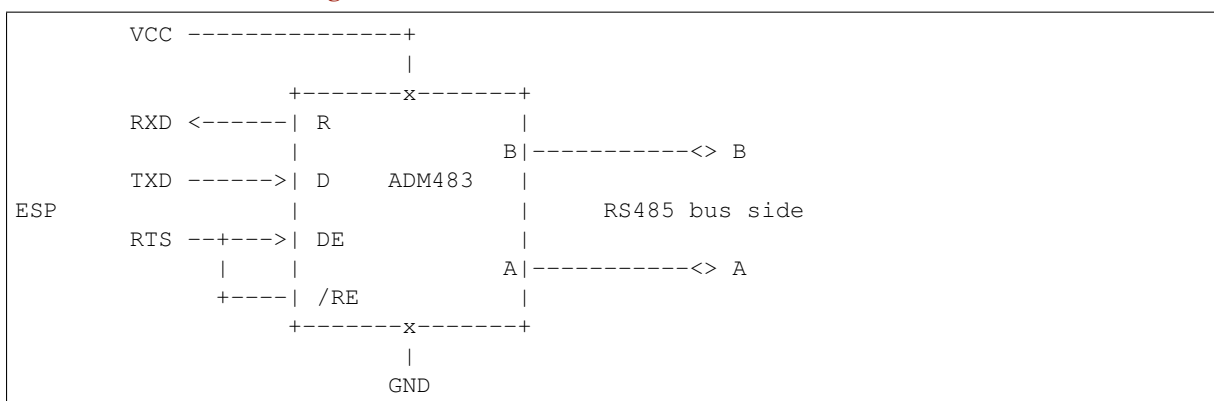 VCC ---------------+
|
+-------x-------+
RXD <------| R |
| B|-----------<> B
TXD ------>| D ADM483 |
ESP | | RS485 bus side
RTS --+--->| DE |
| | A|-----------<> A
+----| /RE |
+-------x-------+
|
GND